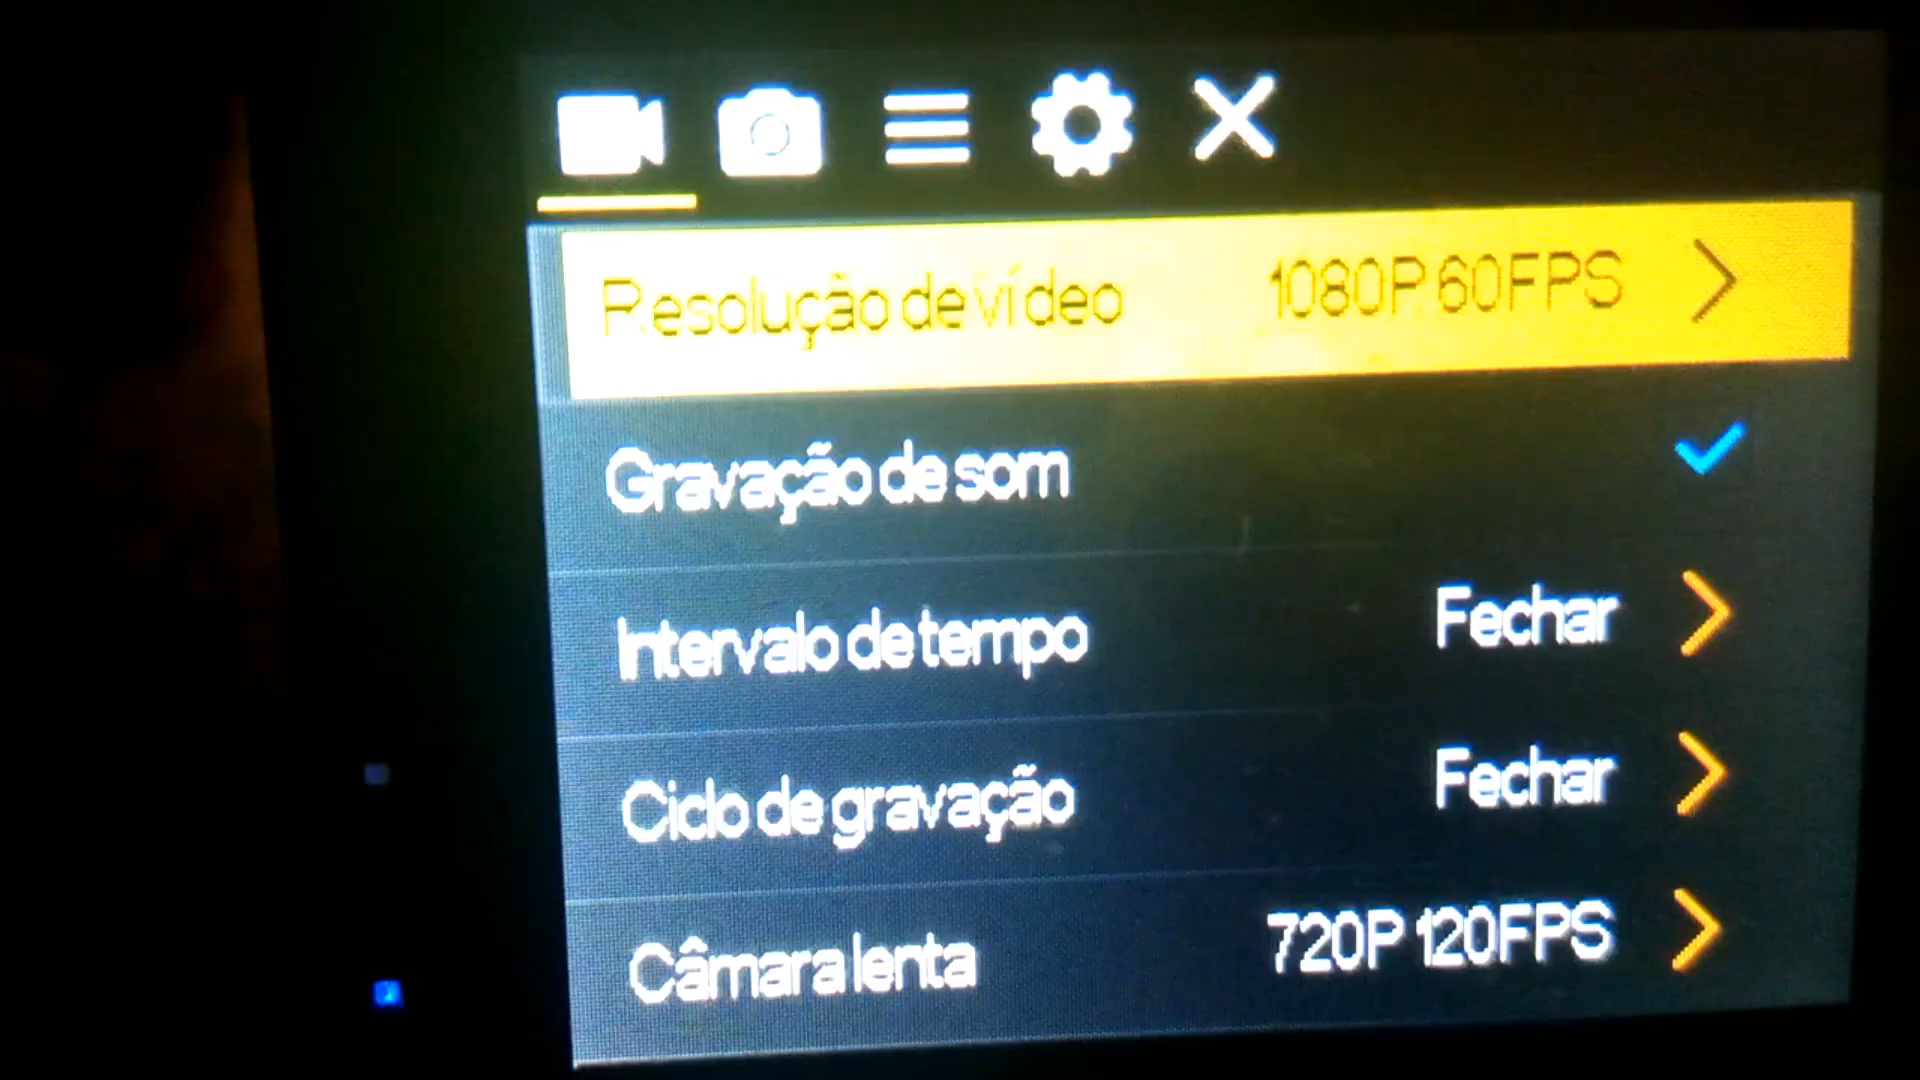 Resolução de vídeo 1080P 60FPS
Gravação de som
Intervalo de tempo Fechar
Ciclo de gravação Fechar
Câmara lenta 720P 120FPS